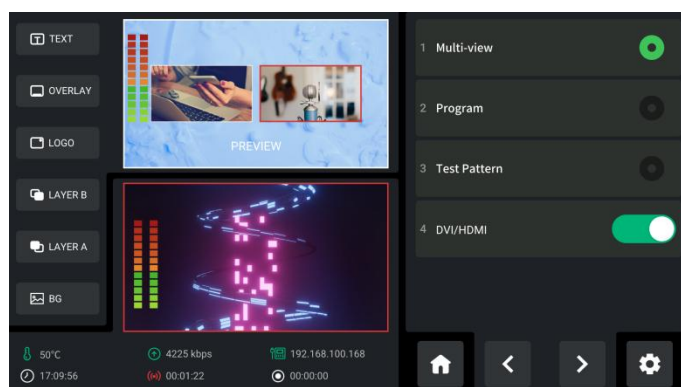 TEXT
OVERLAY
LOGO
LAYER B
LAYER A
BG
PREVIEW
50°C
4225 kbps
192.168.100.168
17:09:56
00:01:22
00:00:00
1 Multi-view
2 Program
3 Test Pattern
4 DVI/HDMI